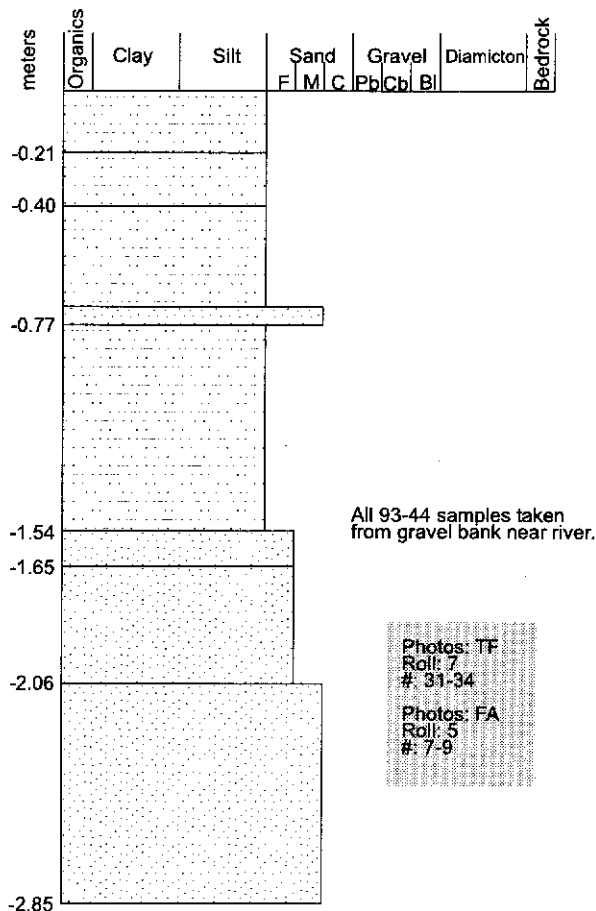 meters
Organics
Clay
Silt
Sand
Gravel
Diamicton
Bedrock
F M C Pb Cb Bl
-0.21
-0.40
-0.77
-1.54
-1.65
-2.06
-2.85
All 93-44 samples taken
from gravel bank near river.
Photos: TF
Roll: 7
#: 31-34
Photos: FA
Roll: 5
#: 7-9